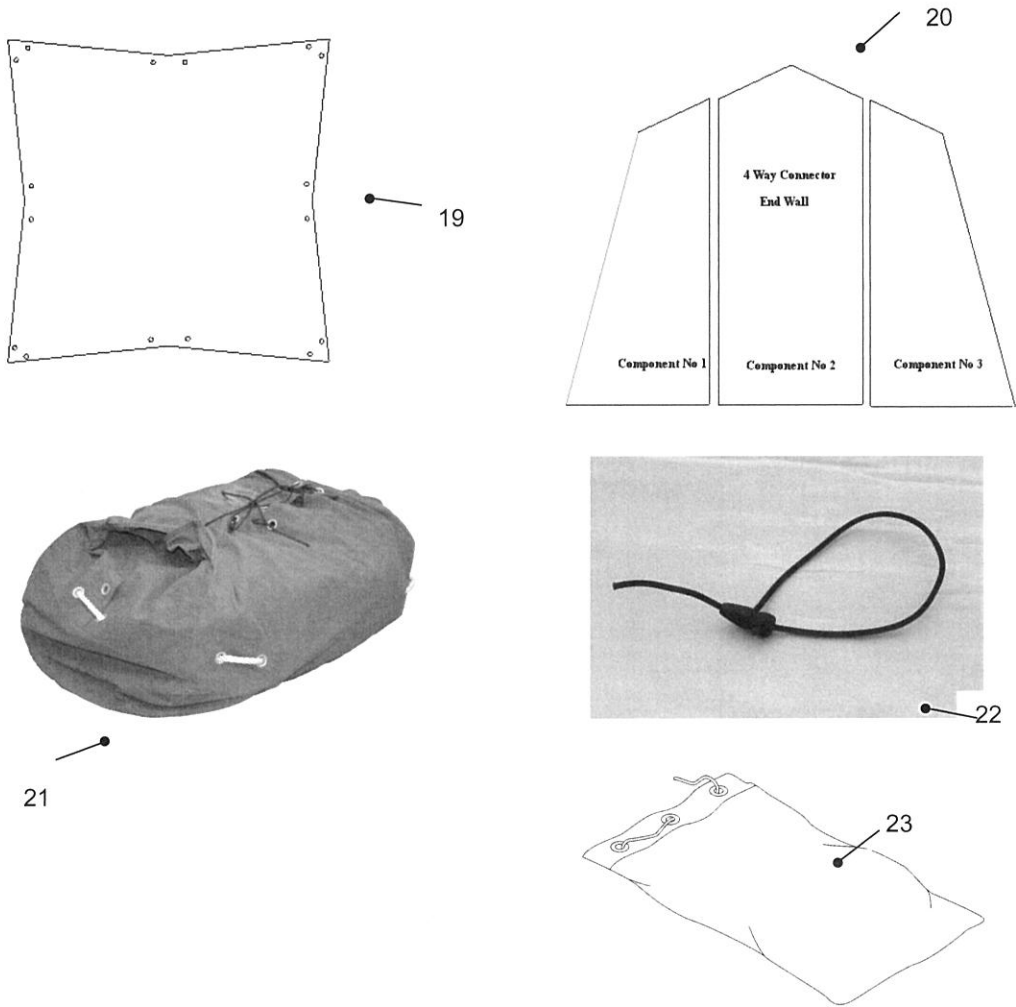 20
19
4 Way Connector
End Wall
Component No 1
Component No 2
Component No 3
21
22
23